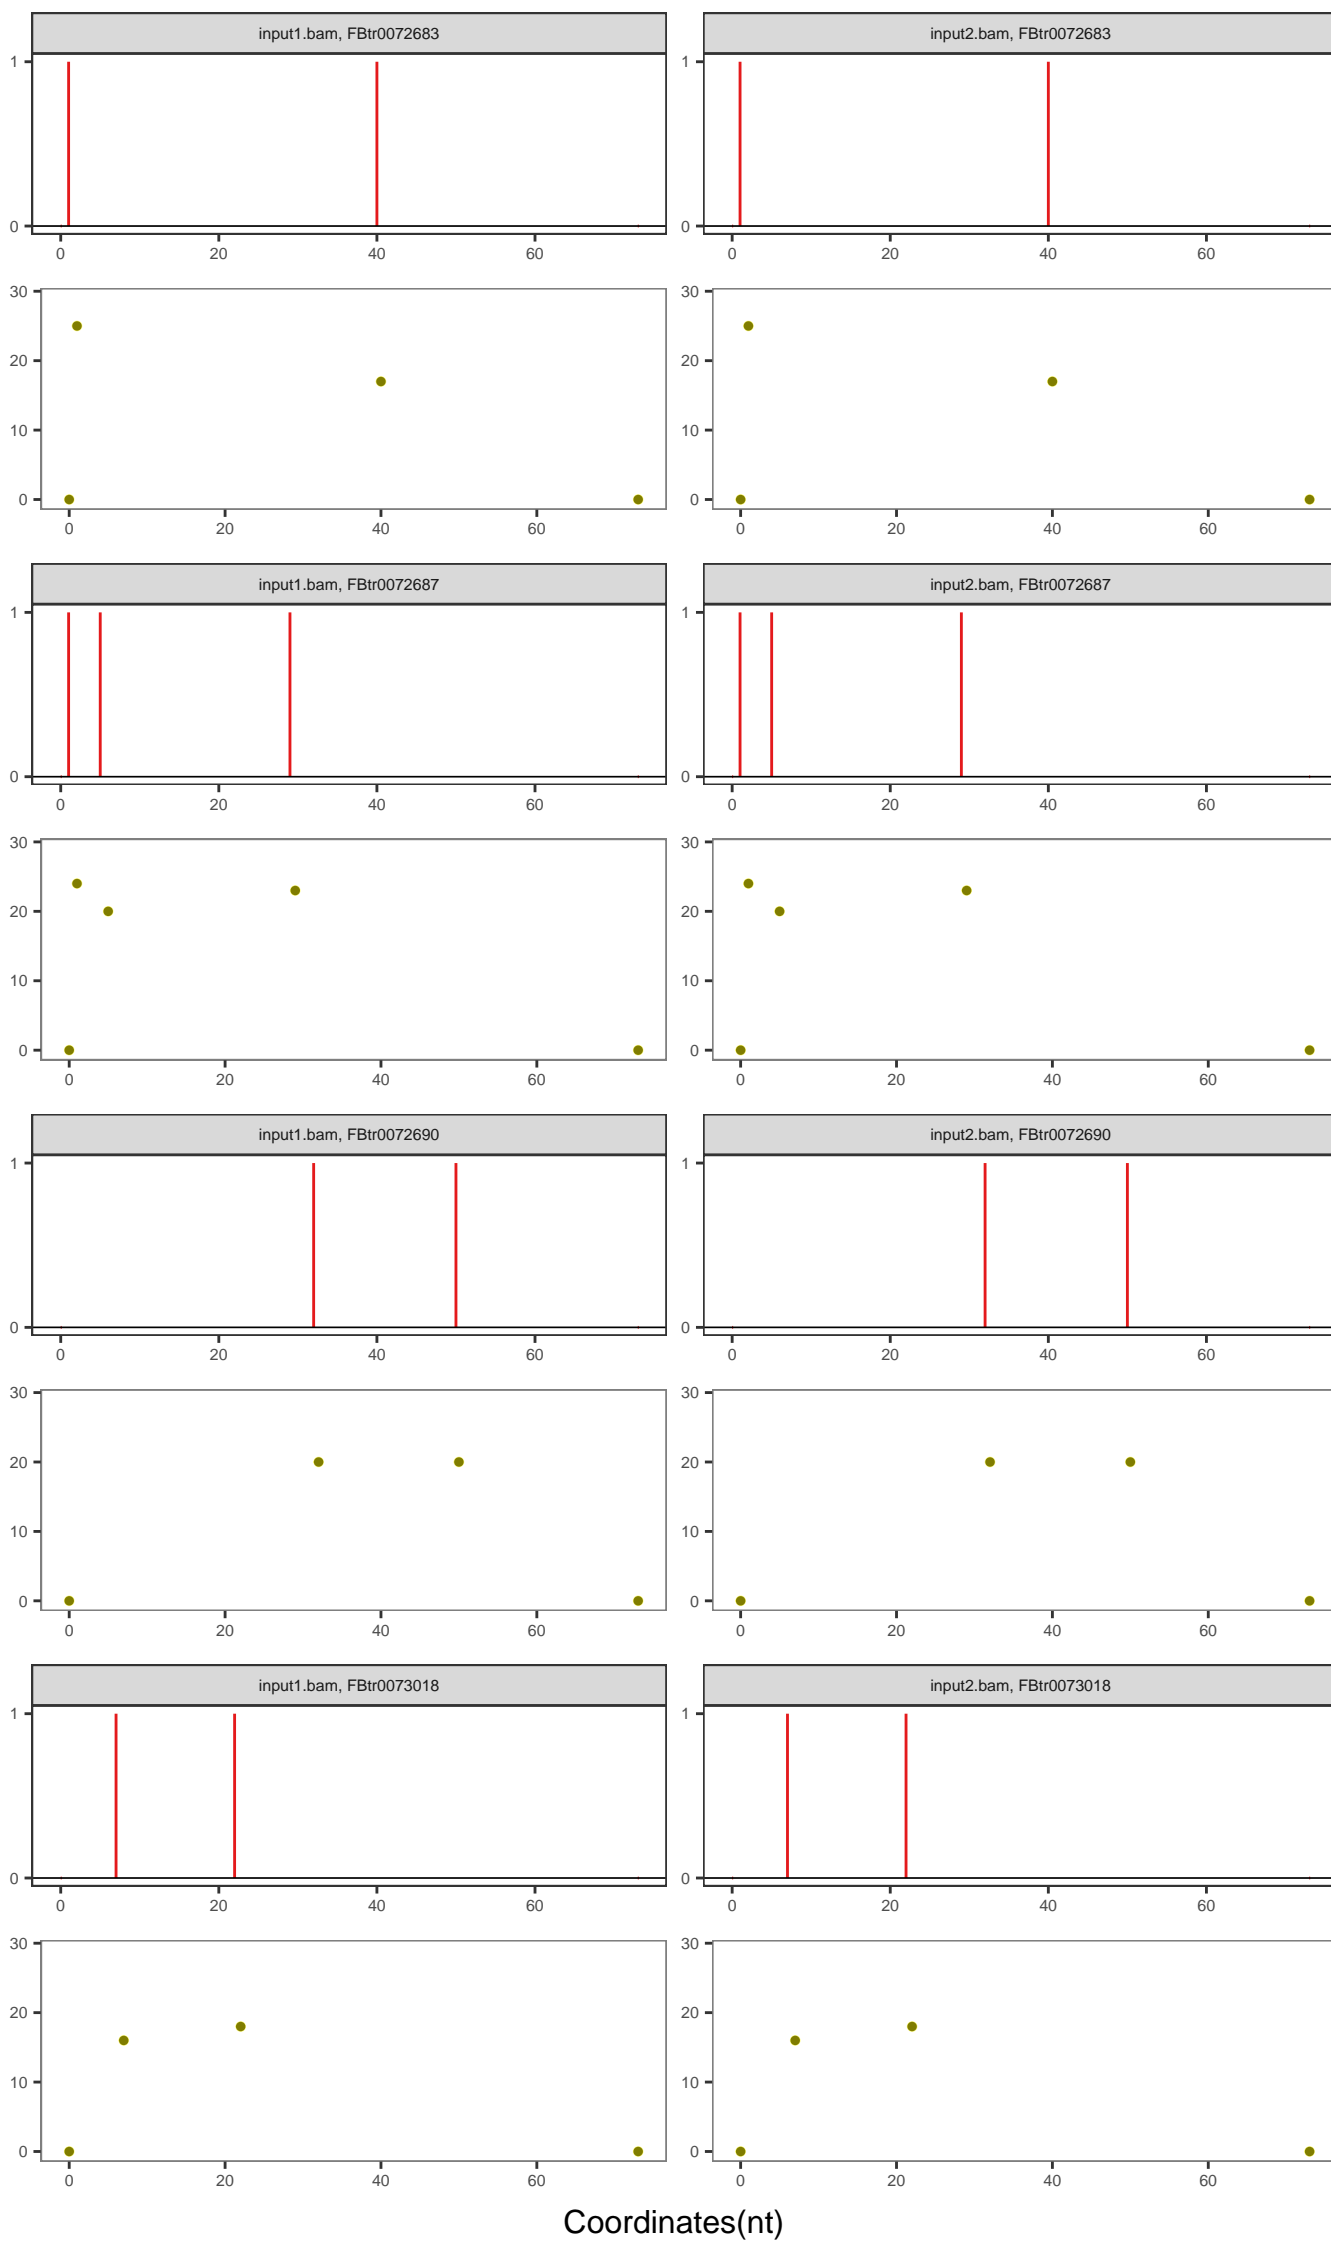 input1.bam, FBtr0072683 input2.bam, FBtr0072683
1 1
0 0
0 20 40 60 0 20 40 60
30 30
20 20
10 10
0 0
0 20 40 60 0 20 40 60
input1.bam, FBtr0072687 input2.bam, FBtr0072687
1 1
0 0
0 20 40 60 0 20 40 60
30 30
20 20
10 10
0 0
0 20 40 60 0 20 40 60
input1.bam, FBtr0072690 input2.bam, FBtr0072690
1 1
0 0
0 20 40 60 0 20 40 60
30 30
20 20
10 10
0 0
0 20 40 60 0 20 40 60
input1.bam, FBtr0073018 input2.bam, FBtr0073018
1 1
0 0
0 20 40 60 0 20 40 60
30 30
20 20
10 10
0 0
0 20 40 60 0 20 40 60
Coordinates(nt)